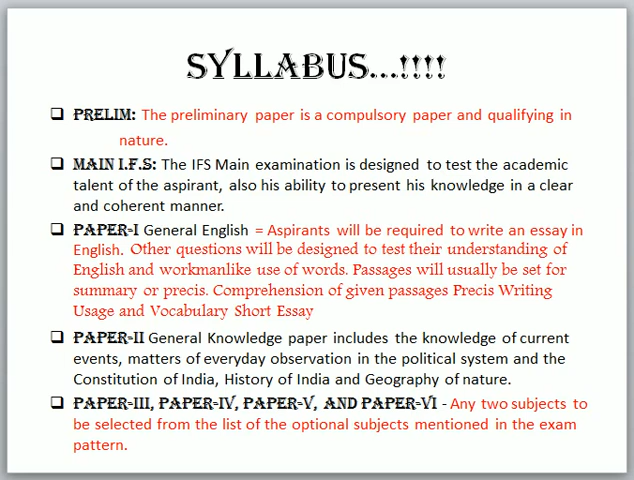 SYLLABUS...!!!!
❑ PRELIM: The preliminary paper is a compulsory paper and qualifying in
nature.
❑ MAIN I.F.S: The IFS Main examination is designed to test the academic
talent of the aspirant, also his ability to present his knowledge in a clear
and coherent manner.
❑ PAPER-I General English = Aspirants will be required to write an essay in
English. Other questions will be designed to test their understanding of
English and workmanlike use of words. Passages will usually be set for
summary or precis. Comprehension of given passages Precis Writing
Usage and Vocabulary Short Essay
❑ PAPER-II General Knowledge paper includes the knowledge of current
events, matters of everyday observation in the political system and the
Constitution of India, History of India and Geography of nature.
❑ PAPER-III, PAPER-IV, PAPER-V, AND PAPER-VI - Any two subjects to
be selected from the list of the optional subjects mentioned in the exam
pattern.